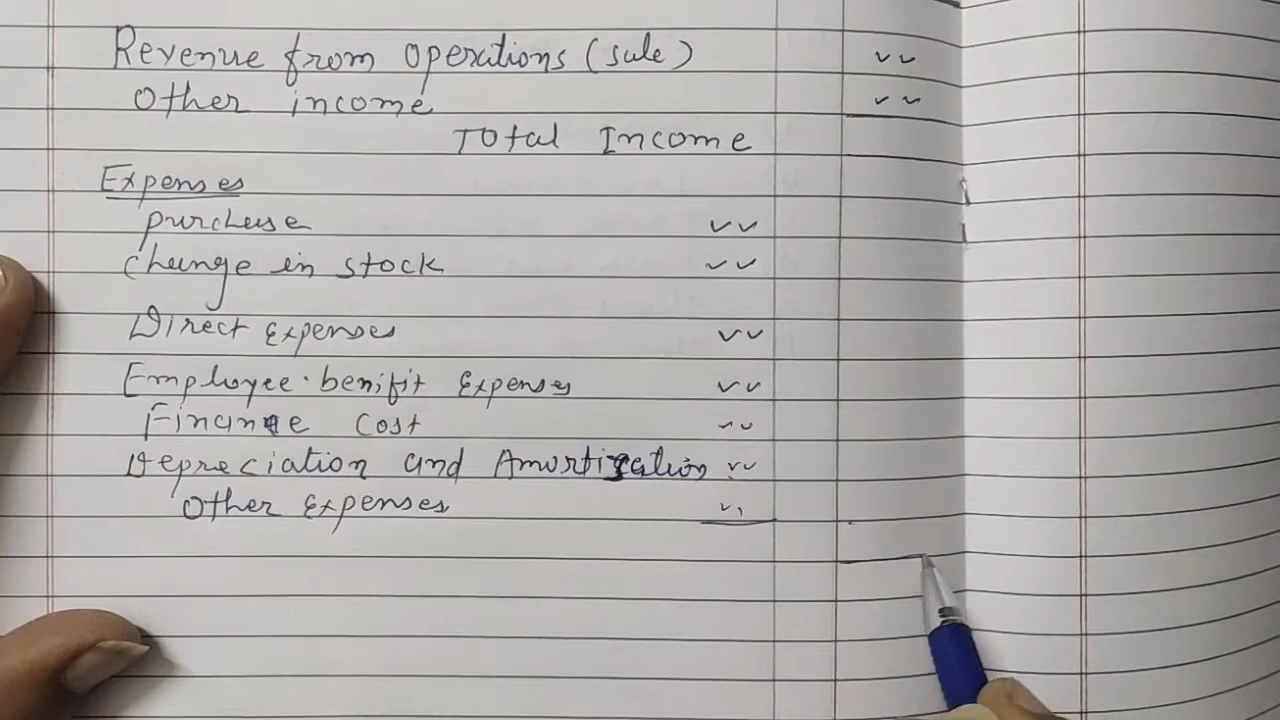 Revenue from Operations (sale) ✓✓
Other income ✓✓
Total Income
Expenses
purchase ✓✓
change in stock ✓✓
Direct Expenses ✓✓
Employee benifit Expenses ✓✓
Finance cost ✓✓
Depreciation and Amortization ✓✓
Other Expenses ✓✓